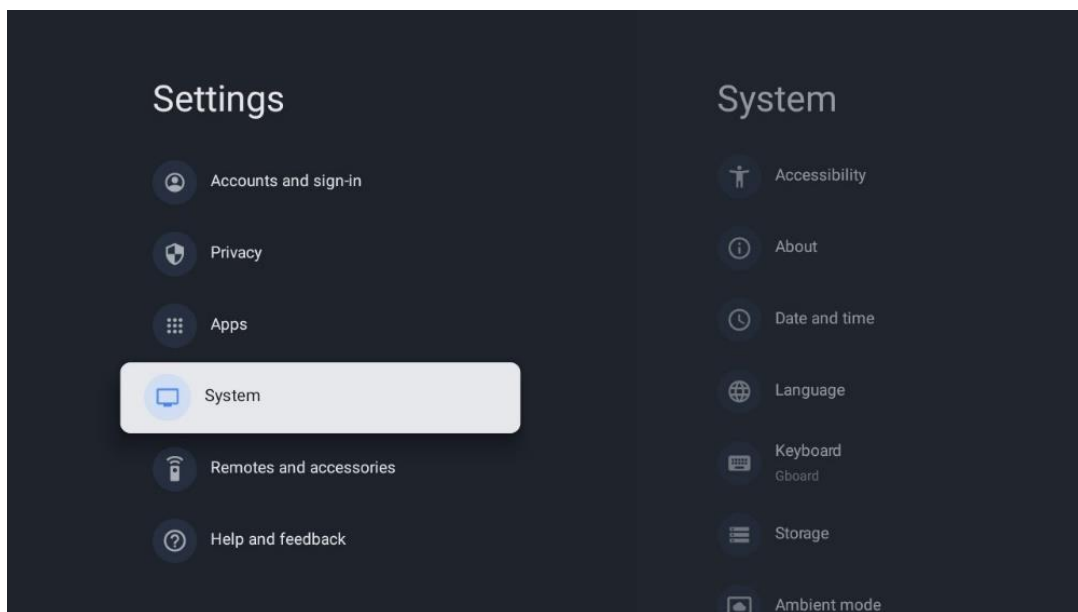 Settings
Accounts and sign-in
Privacy
Apps
System
Remotes and accessories
Help and feedback
System
Accessibility
About
Date and time
Language
Keyboard
Gboard
Storage
Ambient mode